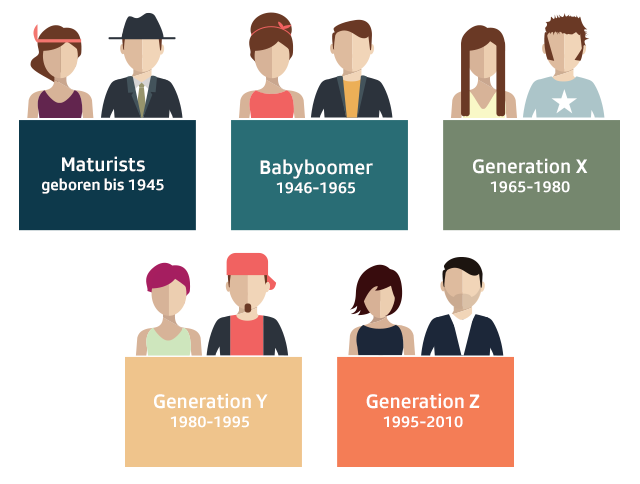 Maturists
geboren bis 1945
Babyboomer
1946-1965
Generation X
1965-1980
Generation Y
1980-1995
Generation Z
1995-2010